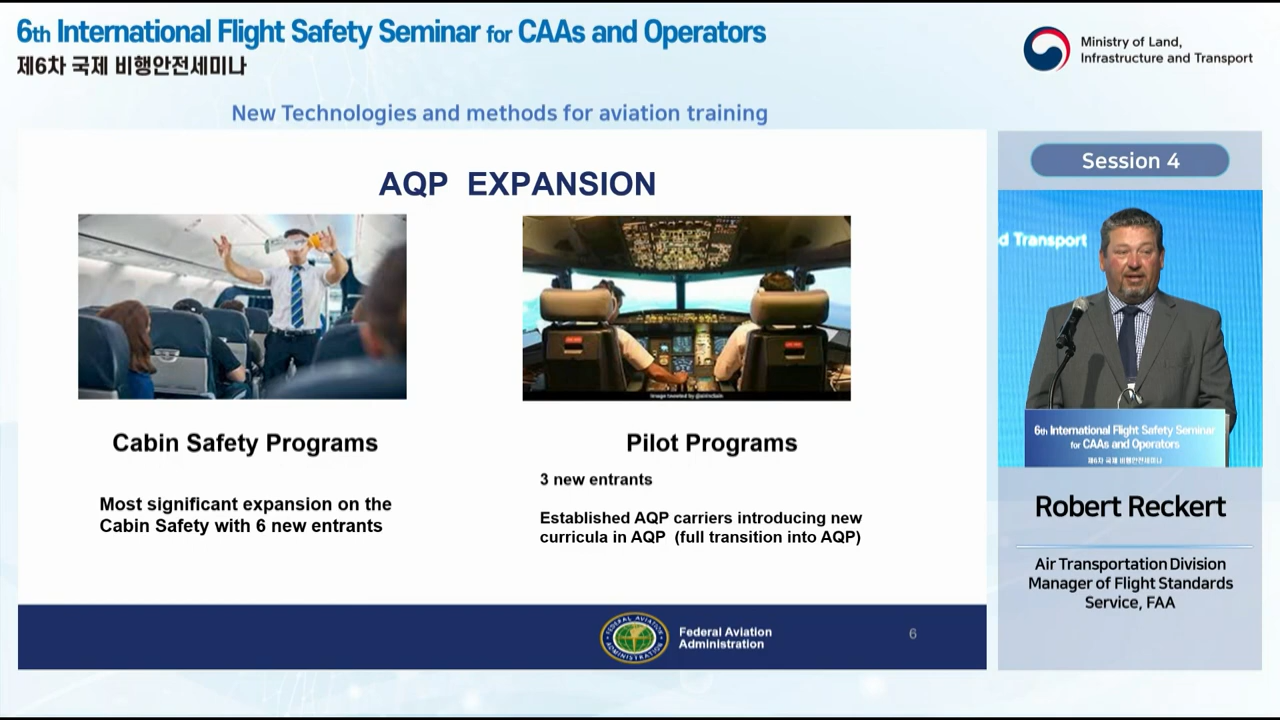 6th International Flight Safety Seminar for CAAs and Operators
제6차 국제 비행안전세미나
Ministry of Land,
Infrastructure and Transport
New Technologies and methods for aviation training
AQP EXPANSION
Cabin Safety Programs
Most significant expansion on the
Cabin Safety with 6 new entrants
Pilot Programs
3 new entrants
Established AQP carriers introducing new
curricula in AQP (full transition into AQP)
FEDERAL AVIATION
ADMINISTRATION
Federal Aviation
Administration
6
Session 4
d Transport
6th International Flight Safety Seminar
for CAAs and Operators
제6차 국제 비행안전세미나
Robert Reckert
Air Transportation Division
Manager of Flight Standards
Service, FAA